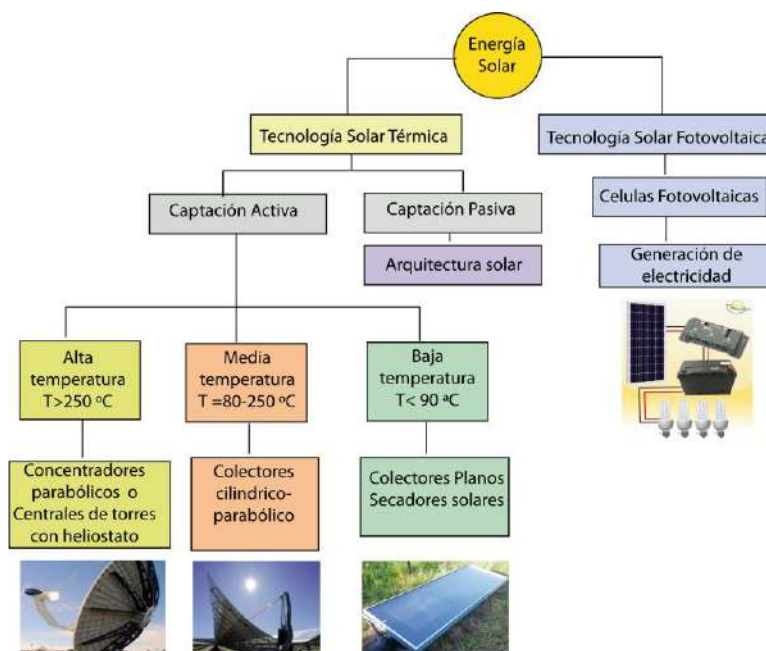 Energía
Solar
Tecnología Solar Térmica
Tecnología Solar Fotovoltaica
Captación Activa
Captación Pasiva
Celulas Fotovoltaicas
Arquitectura solar
Generación de
electricidad
Alta
temperatura
T>250 ºC
Media
temperatura
T =80-250 ºC
Baja
temperatura
T< 90 ªC
Concentradores
parabólicos o
Centrales de torres
con heliostato
Colectores
cilindrico-
parabólico
Colectores Planos
Secadores solares